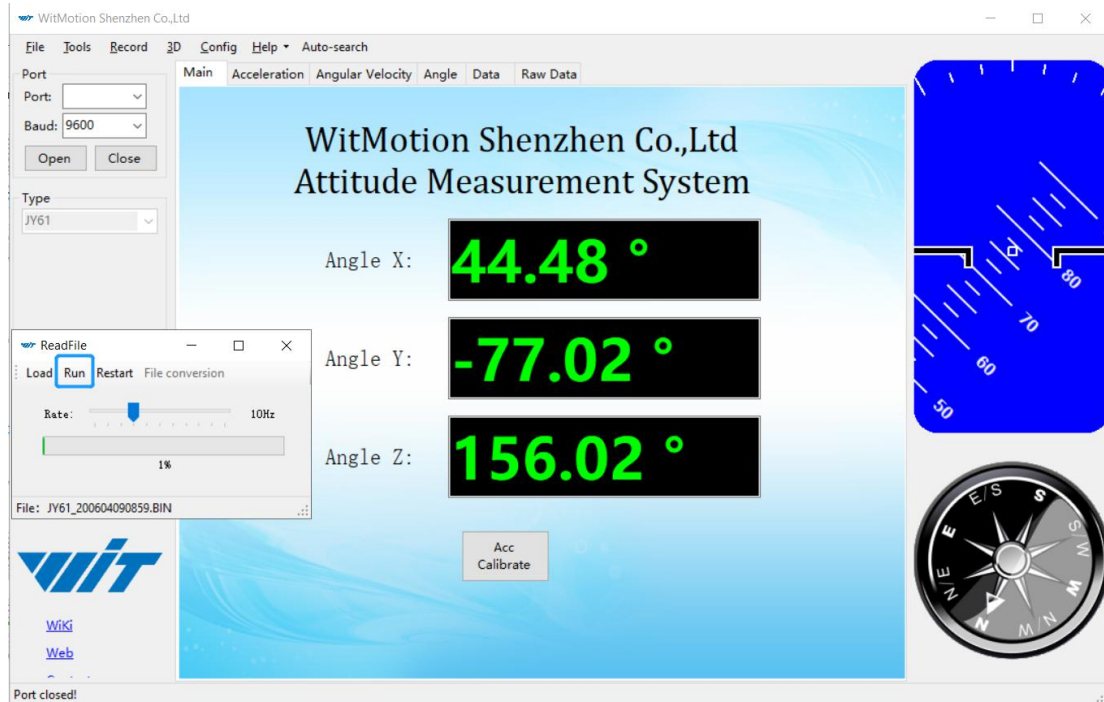 WitMotion Shenzhen Co.,Ltd
File Tools Record 3D Config Help Auto-search
Port
Port:
Baud: 9600
Open Close
Type
JY61
Main Acceleration Angular Velocity Angle Data Raw Data
WitMotion Shenzhen Co.,Ltd
Attitude Measurement System
Angle X: 44.48 °
Angle Y: -77.02 °
Angle Z: 156.02 °
Acc
Calibrate
ReadFile
Load Run Restart File conversion
Rate: 10Hz
1%
File: JY61_200604090859.BIN
WIT
WiKi
Web
80
70
60
50
E/S
S
S/W
W
N/W
N
N/E
E
Port closed!